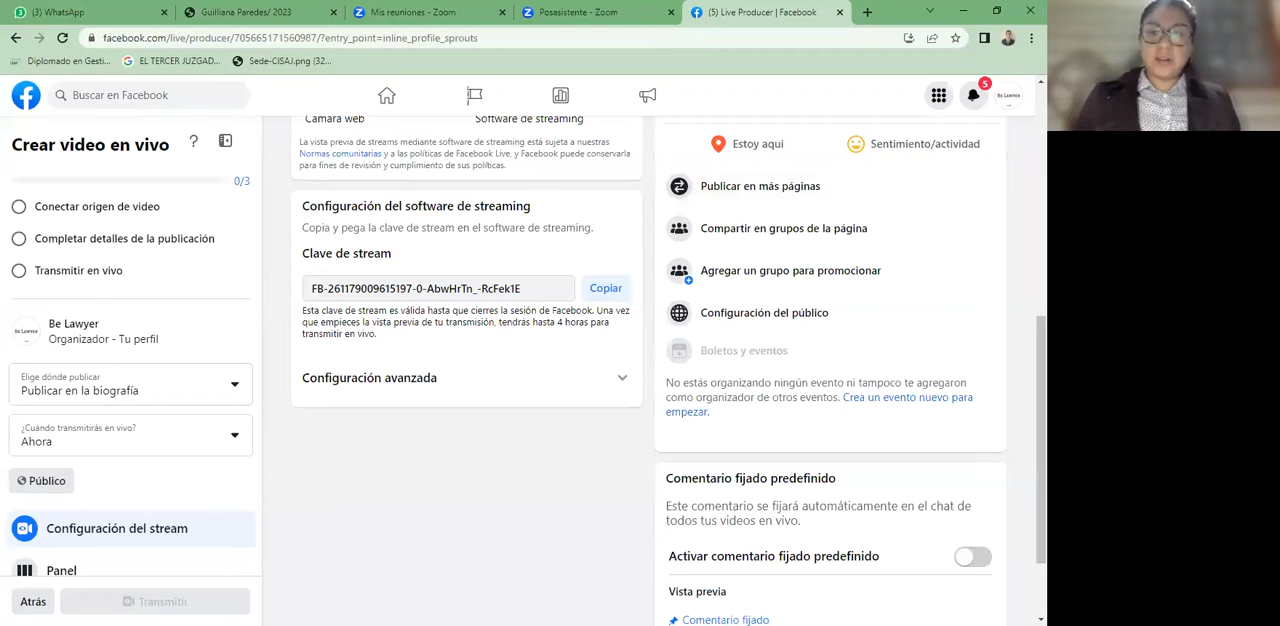 (3) WhatsApp
Guilliana Paredes/ 2023
Mis reuniones - Zoom
Posasistente - Zoom
(5) Live Producer | Facebook
facebook.com/live/producer/705665171560987/?entry_point=inline_profile_sprouts
Diplomado en Gesti...
EL TERCER JUZGAD...
Sede-CISAJ.png (32...
Buscar en Facebook
5
Be Lawyer
Crear video en vivo
?
0/3
Conectar origen de video
Completar detalles de la publicación
Transmitir en vivo
Be Lawyer
Be Lawyer
Organizador - Tu perfil
Elige dónde publicar
Publicar en la biografía
¿Cuándo transmitirás en vivo?
Ahora
Público
Configuración del stream
Panel
Atrás
Transmitir
Cámara web
Software de streaming
La vista previa de streams mediante software de streaming está sujeta a nuestras
Normas comunitarias y a las políticas de Facebook Live, y Facebook puede conservarla
para fines de revisión y cumplimiento de sus políticas.
Configuración del software de streaming
Copia y pega la clave de stream en el software de streaming.
Clave de stream
FB-261179009615197-0-AbwHrTn_-RcFek1E
Copiar
Esta clave de stream es válida hasta que cierres la sesión de Facebook. Una vez
que empieces la vista previa de tu transmisión, tendrás hasta 4 horas para
transmitir en vivo.
Configuración avanzada
Estoy aquí
Sentimiento/actividad
Publicar en más páginas
Compartir en grupos de la página
Agregar un grupo para promocionar
Configuración del público
Boletos y eventos
No estás organizando ningún evento ni tampoco te agregaron
como organizador de otros eventos. Crea un evento nuevo para
empezar.
Comentario fijado predefinido
Este comentario se fijará automáticamente en el chat de
todos tus videos en vivo.
Activar comentario fijado predefinido
Vista previa
Comentario fijado